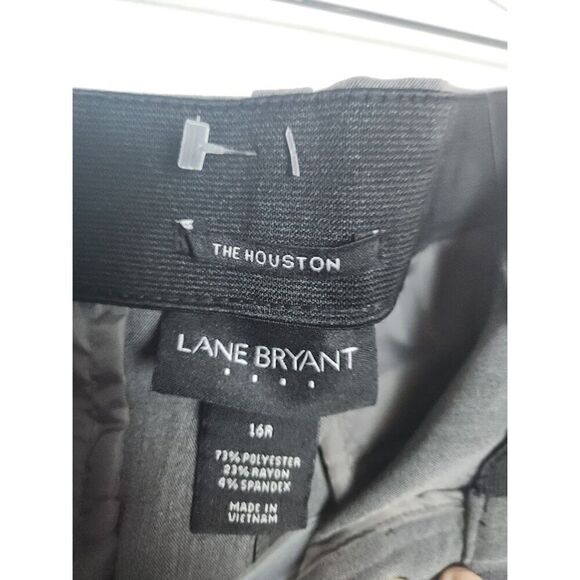 THE HOUSTON
LANE BRYANT
16R
73% POLYESTER
23% RAYON
4% SPANDEX
MADE IN
VIETNAM